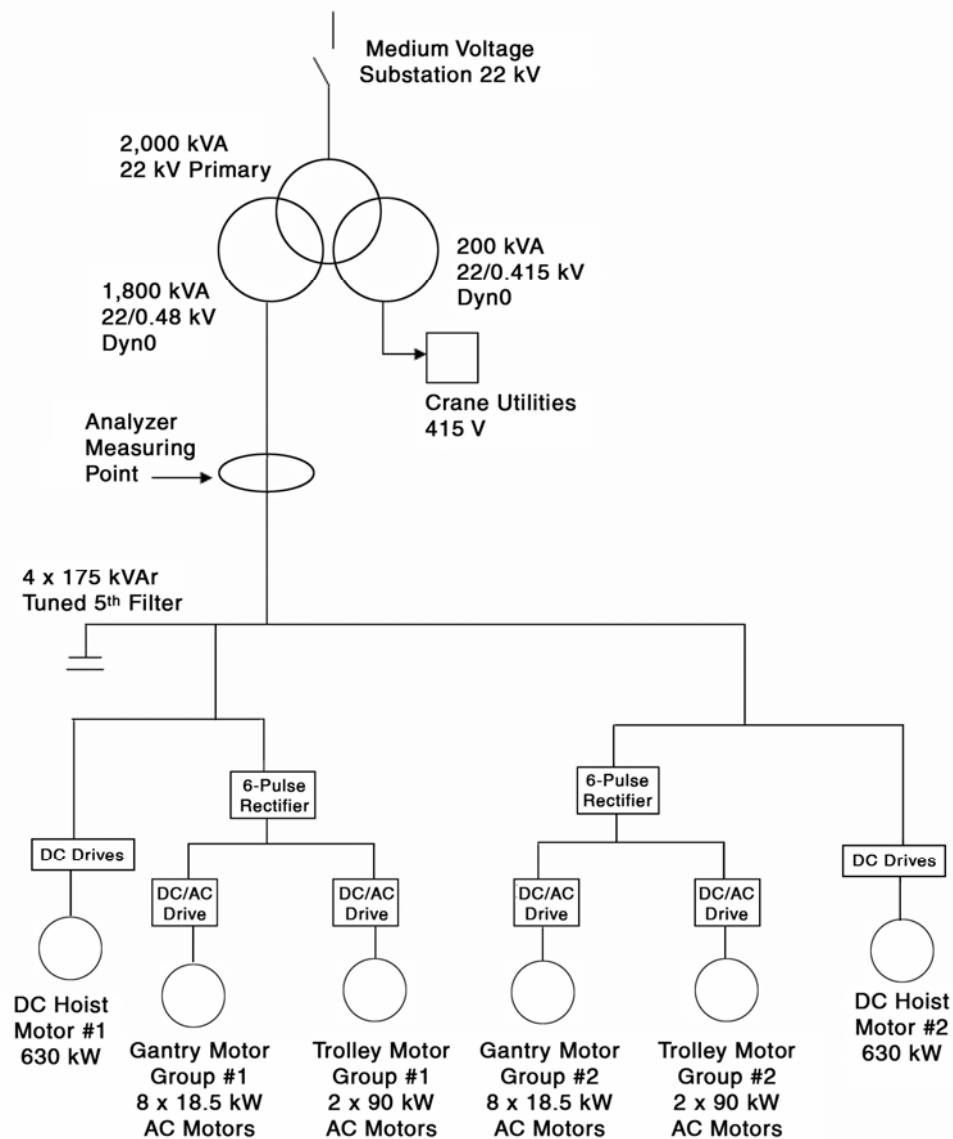 Medium Voltage
Substation 22 kV
2,000 kVA
22 kV Primary
200 kVA
22/0.415 kV
Dyn0
1,800 kVA
22/0.48 kV
Dyn0
Crane Utilities
415 V
Analyzer
Measuring
Point
4 x 175 kVAr
Tuned 5th Filter
6-Pulse
Rectifier
6-Pulse
Rectifier
DC Drives
DC Drives
DC/AC
Drive
DC/AC
Drive
DC/AC
Drive
DC/AC
Drive
DC Hoist
Motor #1
630 kW
Gantry Motor
Group #1
8 x 18.5 kW
AC Motors
Trolley Motor
Group #1
2 x 90 kW
AC Motors
Gantry Motor
Group #2
8 x 18.5 kW
AC Motors
Trolley Motor
Group #2
2 x 90 kW
AC Motors
DC Hoist
Motor #2
630 kW